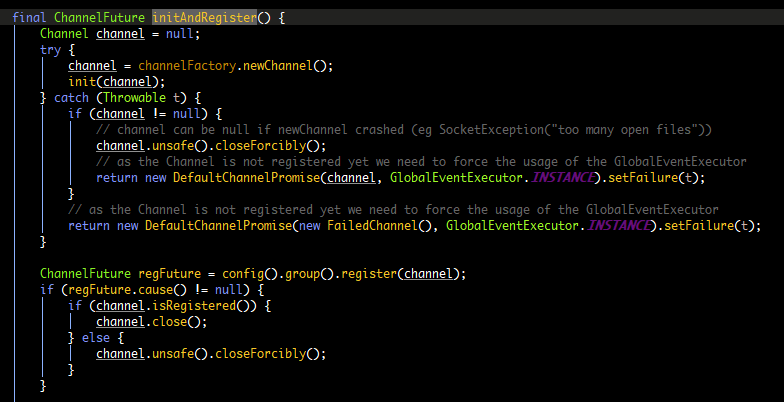 final ChannelFuture initAndRegister() {
    Channel channel = null;
    try {
        channel = channelFactory.newChannel();
        init(channel);
    } catch (Throwable t) {
        if (channel != null) {
            // channel can be null if newChannel crashed (eg SocketException("too many open files"))
            channel.unsafe().closeForcibly();
            // as the Channel is not registered yet we need to force the usage of the GlobalEventExecutor
            return new DefaultChannelPromise(channel, GlobalEventExecutor.INSTANCE).setFailure(t);
        }
        // as the Channel is not registered yet we need to force the usage of the GlobalEventExecutor
        return new DefaultChannelPromise(new FailedChannel(), GlobalEventExecutor.INSTANCE).setFailure(t);
    }

    ChannelFuture regFuture = config().group().register(channel);
    if (regFuture.cause() != null) {
        if (channel.isRegistered()) {
            channel.close();
        } else {
            channel.unsafe().closeForcibly();
        }
    }